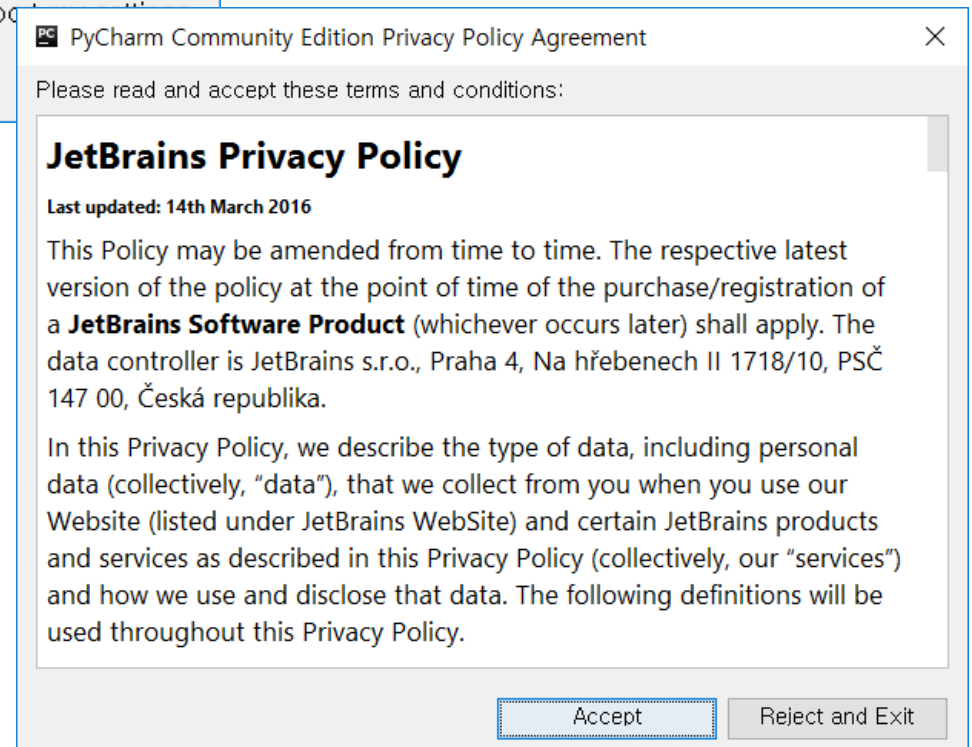 PyCharm Community Edition Privacy Policy Agreement
Please read and accept these terms and conditions:
JetBrains Privacy Policy
Last updated: 14th March 2016
This Policy may be amended from time to time. The respective latest
version of the policy at the point of time of the purchase/registration of
a JetBrains Software Product (whichever occurs later) shall apply. The
data controller is JetBrains s.r.o., Praha 4, Na hřebenech II 1718/10, PSČ
147 00, Česká republika.
In this Privacy Policy, we describe the type of data, including personal
data (collectively, “data”), that we collect from you when you use our
Website (listed under JetBrains WebSite) and certain JetBrains products
and services as described in this Privacy Policy (collectively, our “services”)
and how we use and disclose that data. The following definitions will be
used throughout this Privacy Policy.
Accept
Reject and Exit